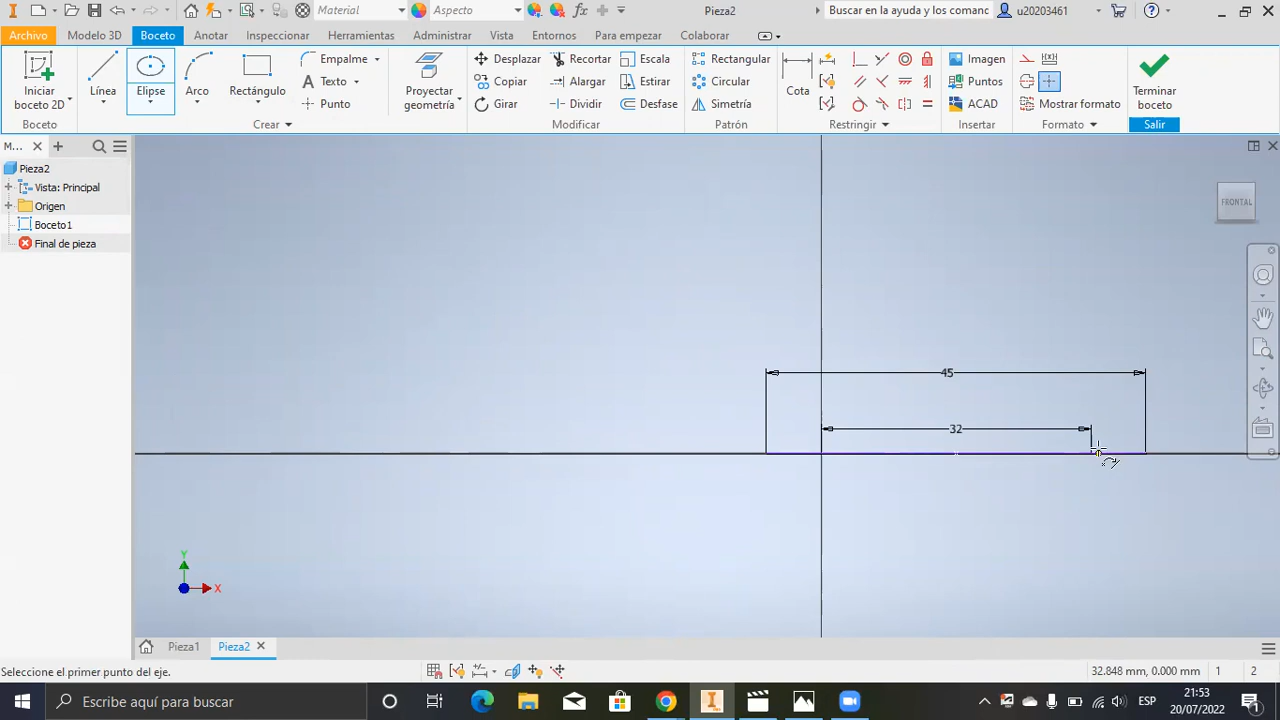 Material
Aspecto
Pieza2
Buscar en la ayuda y los comanc
u20203461
Archivo
Modelo 3D
Boceto
Anotar
Inspeccionar
Herramientas
Administrar
Vista
Entornos
Para empezar
Colabora
Iniciar
boceto 2D
Línea
Elipse
Arco
Rectángulo
Empalme
Texto
Punto
Proyectar
geometría
Desplazar
Copiar
Girar
Recortar
Alargar
Dividir
Escala
Estirar
Desfase
Rectangular
Circular
Simetría
Cota
Imagen
Puntos
ACAD
Mostrar formato
Terminar
boceto
Boceto
Crear
Modificar
Patrón
Restringir
Insertar
Formato
Salir
M...
Pieza2
Vista: Principal
Origen
Boceto1
Final de pieza
FRONTAL
45
32
Y
X
Pieza1
Pieza2
Seleccione el primer punto del eje.
32.848 mm, 0.000 mm
1
2
Escribe aquí para buscar
ESP
21:53
20/07/2022
1